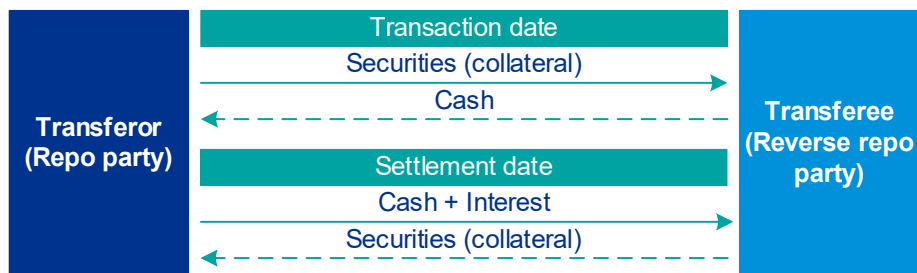 Transferor
(Repo party)
Transaction date
Securities (collateral)
Cash
Settlement date
Cash + Interest
Securities (collateral)
Transferee
(Reverse repo
party)